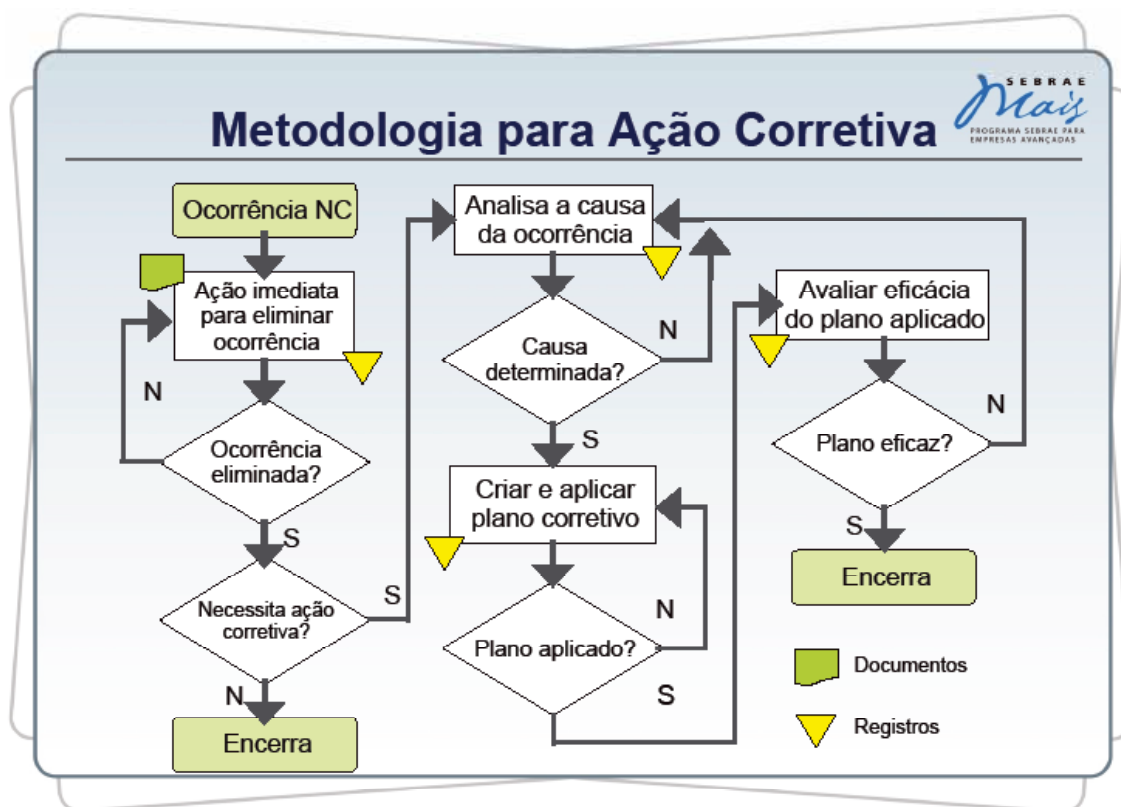 SEBRAE
Mais
PROGRAMA SEBRAE PARA
EMPRESAS AVANÇADAS
Metodologia para Ação Corretiva
Ocorrência NC
Ação imediata
para eliminar
ocorrência
N
Ocorrência
eliminada?
S
Necessita ação
corretiva?
S
N
Encerra
Analisa a causa
da ocorrência
N
Causa
determinada?
S
Criar e aplicar
plano corretivo
N
Plano aplicado?
S
Avaliar eficácia
do plano aplicado
N
Plano eficaz?
S
Encerra
Documentos
Registros